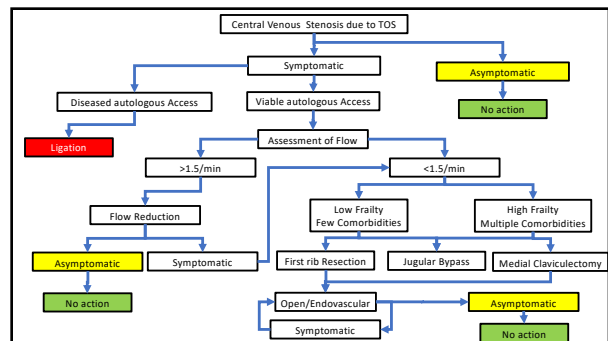 Central Venous Stenosis due to TOS
Symptomatic
Asymptomatic
Diseased autologous Access
Viable autologous Access
No action
Ligation
Assessment of Flow
>1.5/min
<1.5/min
Flow Reduction
Low Frailty
Few Comorbidities
High Frailty
Multiple Comorbidities
Asymptomatic
Symptomatic
First rib Resection
Jugular Bypass
Medial Claviculectomy
No action
Open/Endovascular
Asymptomatic
Symptomatic
No action